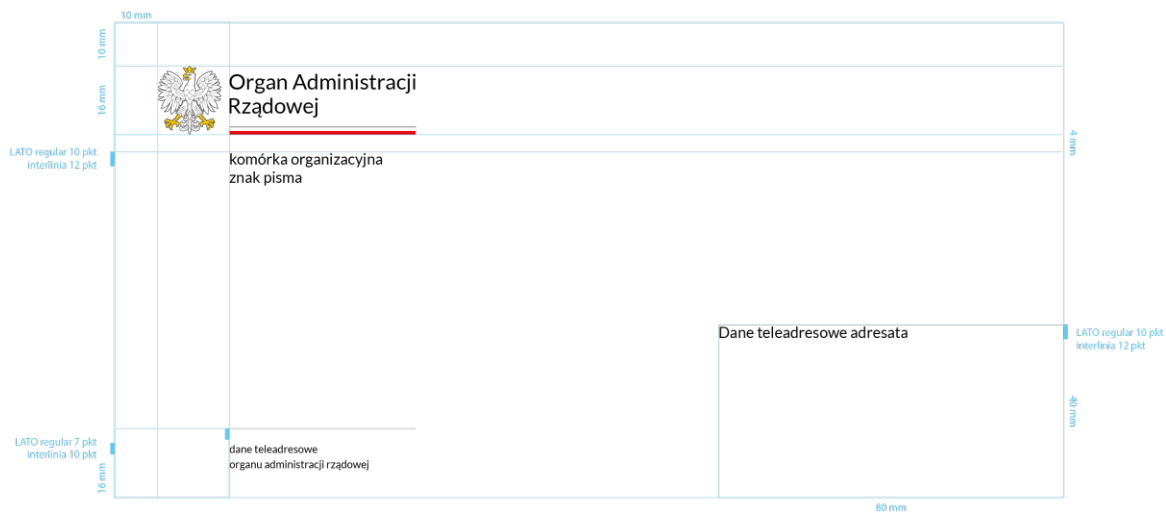 10 mm
10 mm
Organ Administracji
Rządowej
16 mm
4 mm
LATO regular 10 pkt
interlinia 12 pkt
komórka organizacyjna
znak pisma
Dane teleadresowe adresata
LATO regular 10 pkt
interlinia 12 pkt
40 mm
LATO regular 7 pkt
interlinia 10 pkt
dane teleadresowe
organu administracji rządowej
16 mm
80 mm